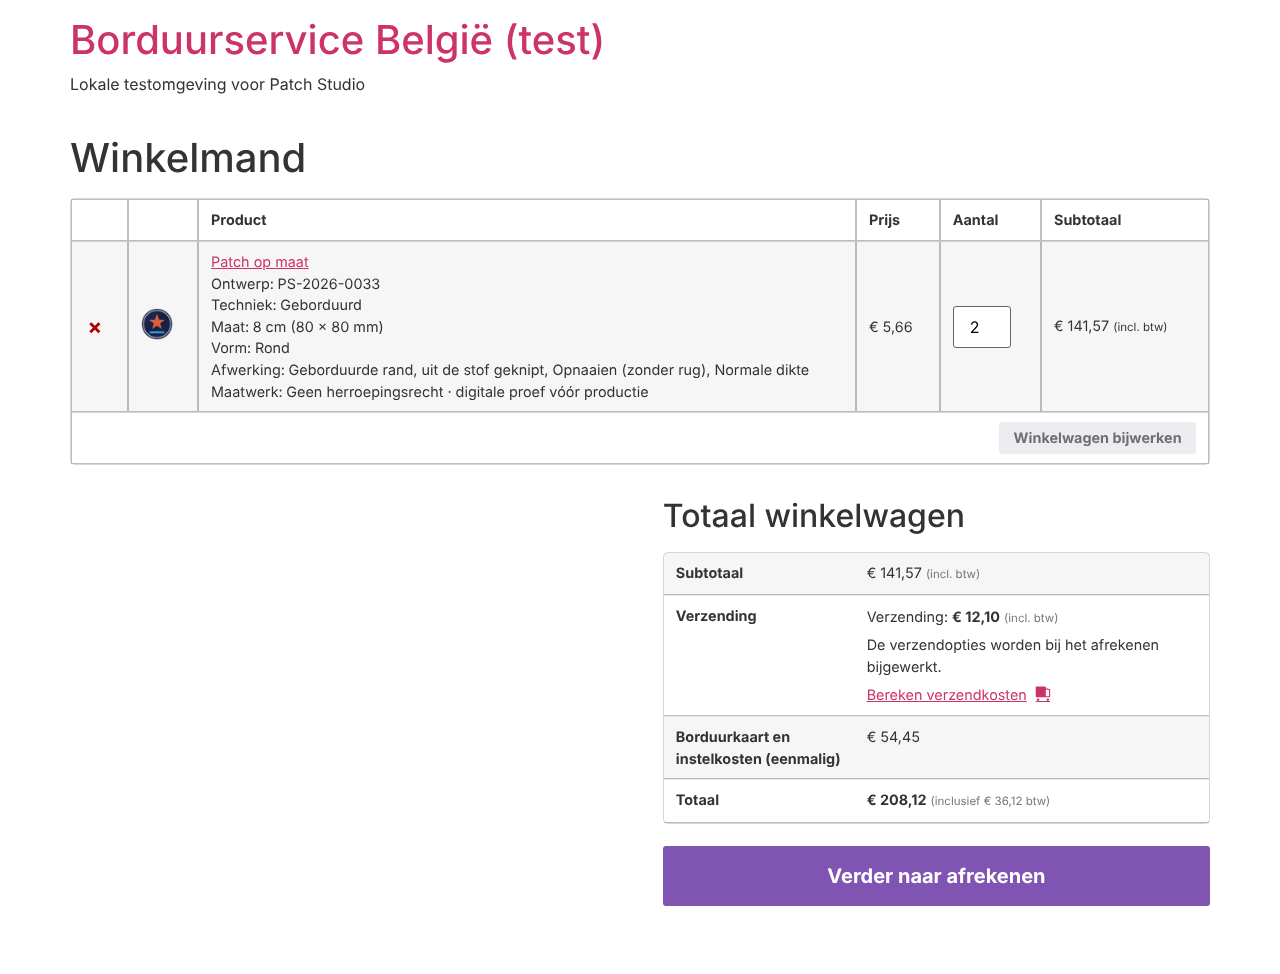 Borduurservice België (test)
Lokale testomgeving voor Patch Studio
Winkelmand
Product Prijs Aantal Subtotaal
Patch op maat
Ontwerp: PS-2026-0033
Techniek: Geborduurd
Maat: 8 cm (80 × 80 mm)
Vorm: Rond
Afwerking: Geborduurde rand, uit de stof geknipt, Opnaaien (zonder rug), Normale dikte
Maatwerk: Geen herroepingsrecht · digitale proef vóór productie
€ 5,66 2 € 141,57 (incl. btw)
Winkelwagen bijwerken
Totaal winkelwagen
Subtotaal € 141,57 (incl. btw)
Verzending Verzending: € 12,10 (incl. btw)
De verzendopties worden bij het afrekenen
bijgewerkt.
Bereken verzendkosten
Borduurkaart en € 54,45
instelkosten (eenmalig)
Totaal € 208,12 (inclusief € 36,12 btw)
Verder naar afrekenen